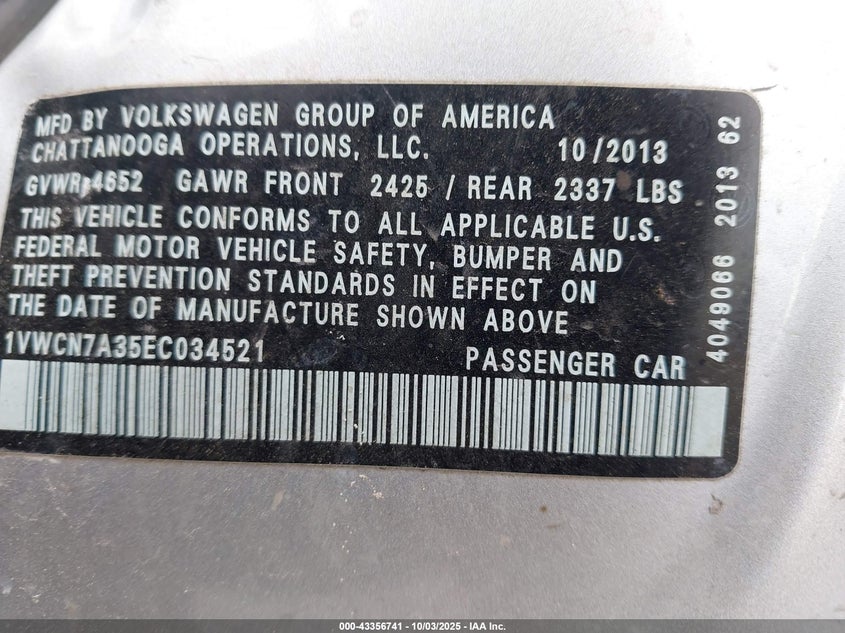 MFD BY VOLKSWAGEN GROUP OF AMERICA
CHATTANOOGA OPERATIONS, LLC. 10/2013
GVWR 4652 GAWR FRONT 2425 / REAR 2337 LBS
THIS VEHICLE CONFORMS TO ALL APPLICABLE U.S.
FEDERAL MOTOR VEHICLE SAFETY, BUMPER AND
THEFT PREVENTION STANDARDS IN EFFECT ON
THE DATE OF MANUFACTURE SHOWN ABOVE
1VWCN7A35EC034521 PASSENGER CAR
4049066 2013 62
000-43356741 - 10/03/2025 - IAA Inc.